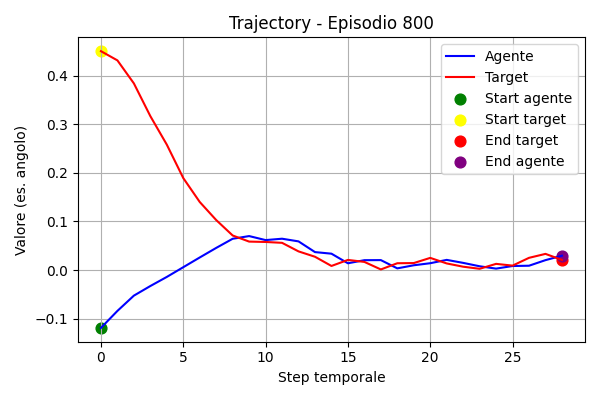 Trajectory - Episodio 800
Valore (es. angolo)
0.4
0.3
0.2
0.1
0.0
−0.1
Agente
Target
Start agente
Start target
End target
End agente
0 5 10 15 20 25
Step temporale